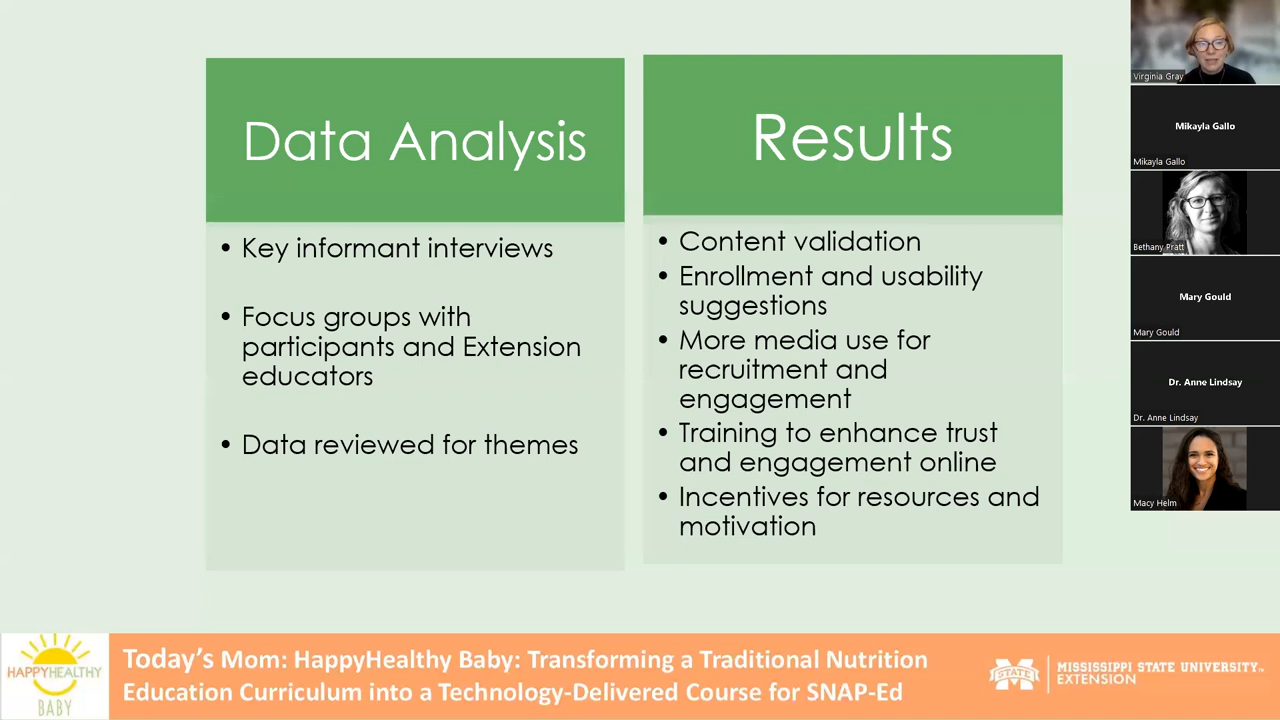 Data Analysis
• Key informant interviews
• Focus groups with
participants and Extension
educators
• Data reviewed for themes
Results
• Content validation
• Enrollment and usability
suggestions
• More media use for
recruitment and
engagement
• Training to enhance trust
and engagement online
• Incentives for resources and
motivation
Virginia Gray
Mikayla Gallo
Mikayla Gallo
Bethany Pratt
Mary Gould
Mary Gould
Dr. Anne Lindsay
Dr. Anne Lindsay
Macy Helm
HAPPYHEALTHY
BABY
Today's Mom: HappyHealthy Baby: Transforming a Traditional Nutrition
Education Curriculum into a Technology-Delivered Course for SNAP-Ed
STATE
MISSISSIPPI STATE UNIVERSITY™
EXTENSION